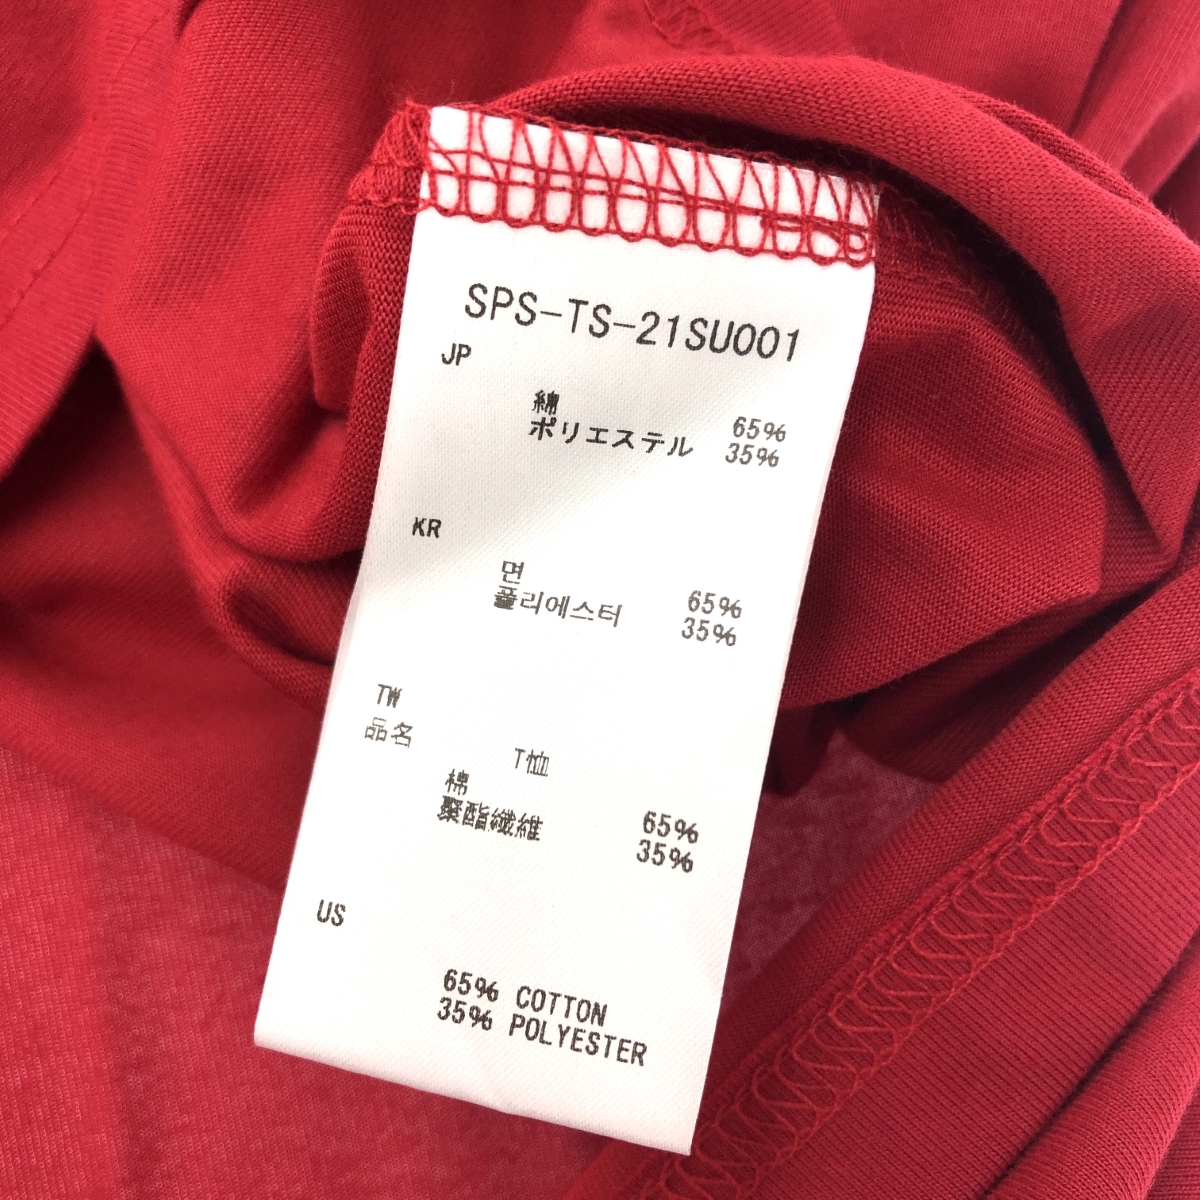 SPS-TS-21SU001
JP
綿 65%
ポリエステル 35%
KR
면 65%
폴리에스터 35%
TW
品名 T恤
棉 65%
聚酯纖維 35%
US
65% COTTON
35% POLYESTER